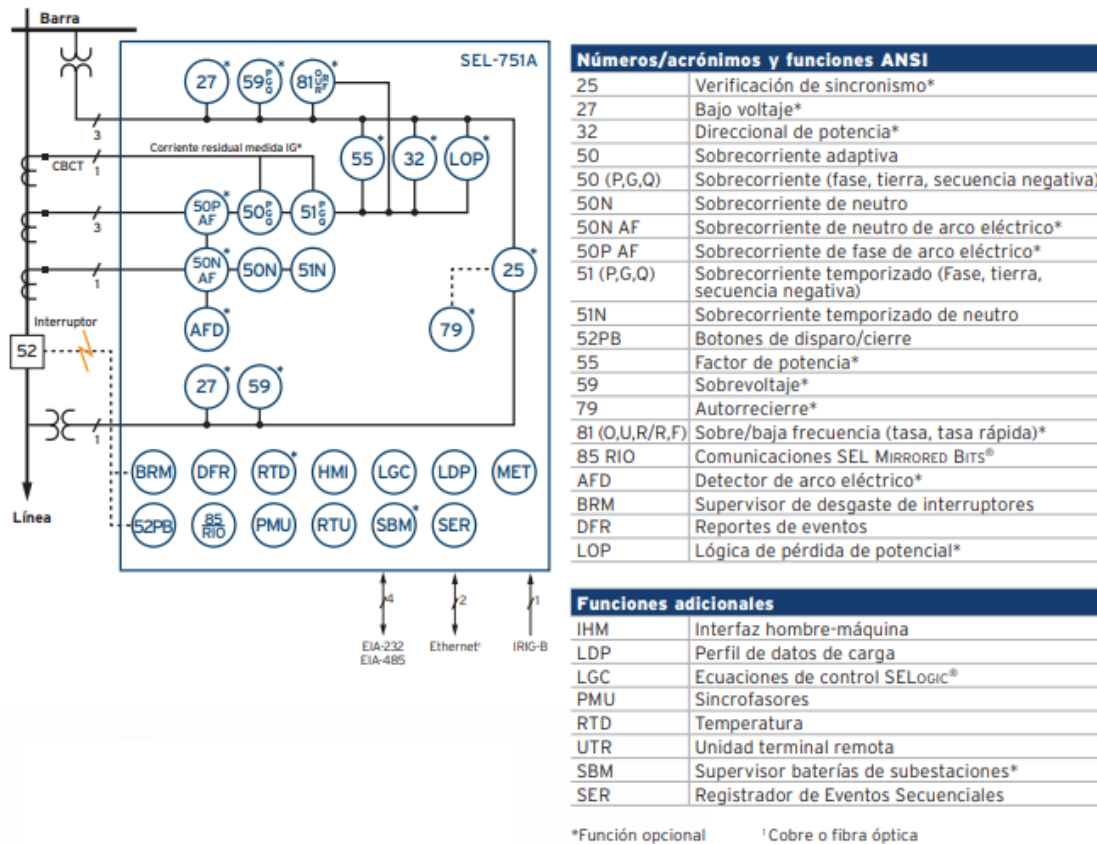 Barra
SEL-751A
27*
59 P G Q *
81 O U R R F *
3
Corriente residual medida IG*
CBCT
1
55*
32*
LOP*
50P AF*
50 P G Q
51 P G Q
3
50N AF*
50N
51N
25*
1
AFD*
79*
Interruptor
52
27*
59*
1
BRM
DFR
RTD*
HMI
LGC
LDP
MET
Línea
52PB
85 RIO
PMU
RTU
SBM*
SER
4
2
1
EIA-232
EIA-485
Ethernet¹
IRIG-B
Números/acrónimos y funciones ANSI
25 Verificación de sincronismo*
27 Bajo voltaje*
32 Direccional de potencia*
50 Sobrecorriente adaptiva
50 (P,G,Q) Sobrecorriente (fase, tierra, secuencia negativa)
50N Sobrecorriente de neutro
50N AF Sobrecorriente de neutro de arco eléctrico*
50P AF Sobrecorriente de fase de arco eléctrico*
51 (P,G,Q) Sobrecorriente temporizado (Fase, tierra,
secuencia negativa)
51N Sobrecorriente temporizado de neutro
52PB Botones de disparo/cierre
55 Factor de potencia*
59 Sobrevoltaje*
79 Autorrecierre*
81 (O,U,R/R,F) Sobre/baja frecuencia (tasa, tasa rápida)*
85 RIO Comunicaciones SEL MIRRORED BITS®
AFD Detector de arco eléctrico*
BRM Supervisor de desgaste de interruptores
DFR Reportes de eventos
LOP Lógica de pérdida de potencial*
Funciones adicionales
IHM Interfaz hombre-máquina
LDP Perfil de datos de carga
LGC Ecuaciones de control SELOGIC®
PMU Sincrofasores
RTD Temperatura
UTR Unidad terminal remota
SBM Supervisor baterías de subestaciones*
SER Registrador de Eventos Secuenciales
*Función opcional ¹Cobre o fibra óptica